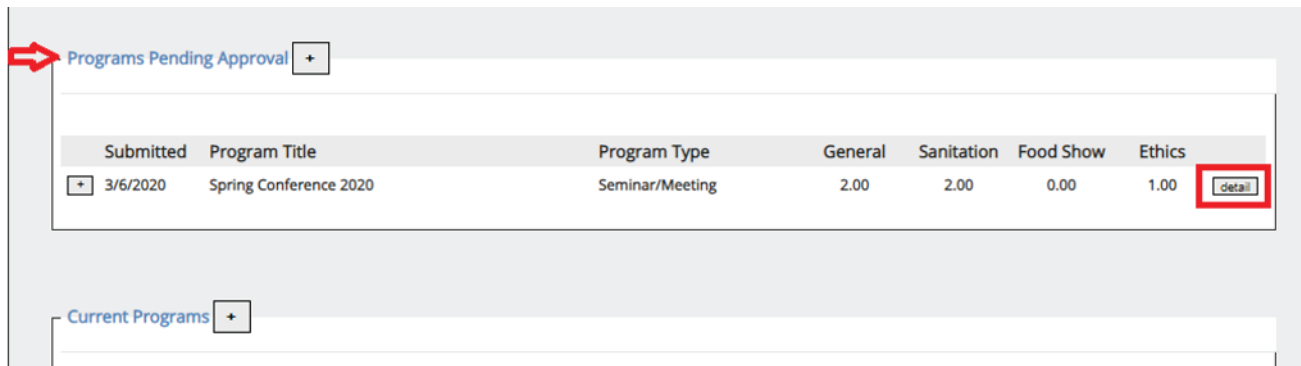 Programs Pending Approval +
Submitted Program Title Program Type General Sanitation Food Show Ethics
+ 3/6/2020 Spring Conference 2020 Seminar/Meeting 2.00 2.00 0.00 1.00 detail
Current Programs +